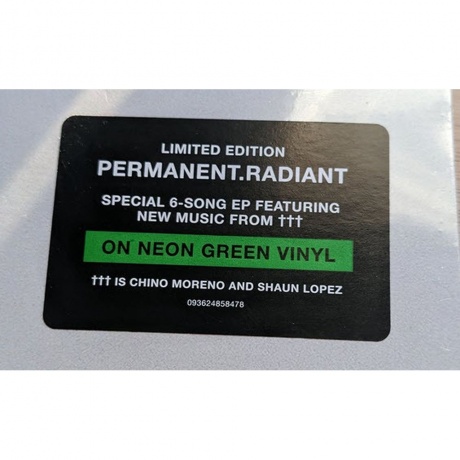 LIMITED EDITION
PERMANENT.RADIANT
SPECIAL 6-SONG EP FEATURING
NEW MUSIC FROM †††
ON NEON GREEN VINYL
††† IS CHINO MORENO AND SHAUN LOPEZ
093624858478